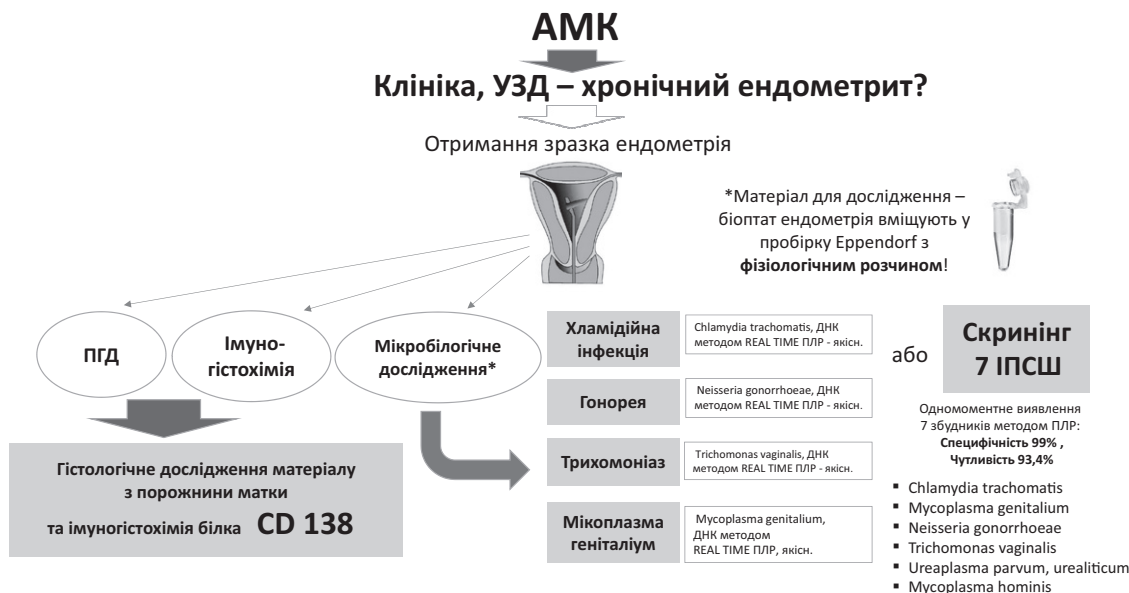 АМК
Клініка, УЗД – хронічний ендометрит?
Отримання зразка ендометрія
*Матеріал для дослідження –
біоптат ендометрія вміщують у
пробірку Eppendorf з
фізіологічним розчином!
ПГД
Імуно-
гістохімія
Мікробілогічне
дослідження*
Гістологічне дослідження матеріалу
з порожнини матки
та імуногістохімія білка CD 138
Хламідійна
інфекція
Chlamydia trachomatis, ДНК
методом REAL TIME ПЛР - якісн.
Гонорея
Neisseria gonorrhoeae, ДНК
методом REAL TIME ПЛР - якісн.
Трихомоніаз
Trichomonas vaginalis, ДНК
методом REAL TIME ПЛР - якісн.
Мікоплазма
геніталіум
Mycoplasma genitalium,
ДНК методом
REAL TIME ПЛР, якісн.
або
Скринінг
7 ІПСШ
Одномоментне виявлення
7 збудників методом ПЛР:
Специфічність 99% ,
Чутливість 93,4%
▪ Chlamydia trachomatis
▪ Mycoplasma genitalium
▪ Neisseria gonorrhoeae
▪ Trichomonas vaginalis
▪ Ureaplasma parvum, urealiticum
▪ Mycoplasma hominis